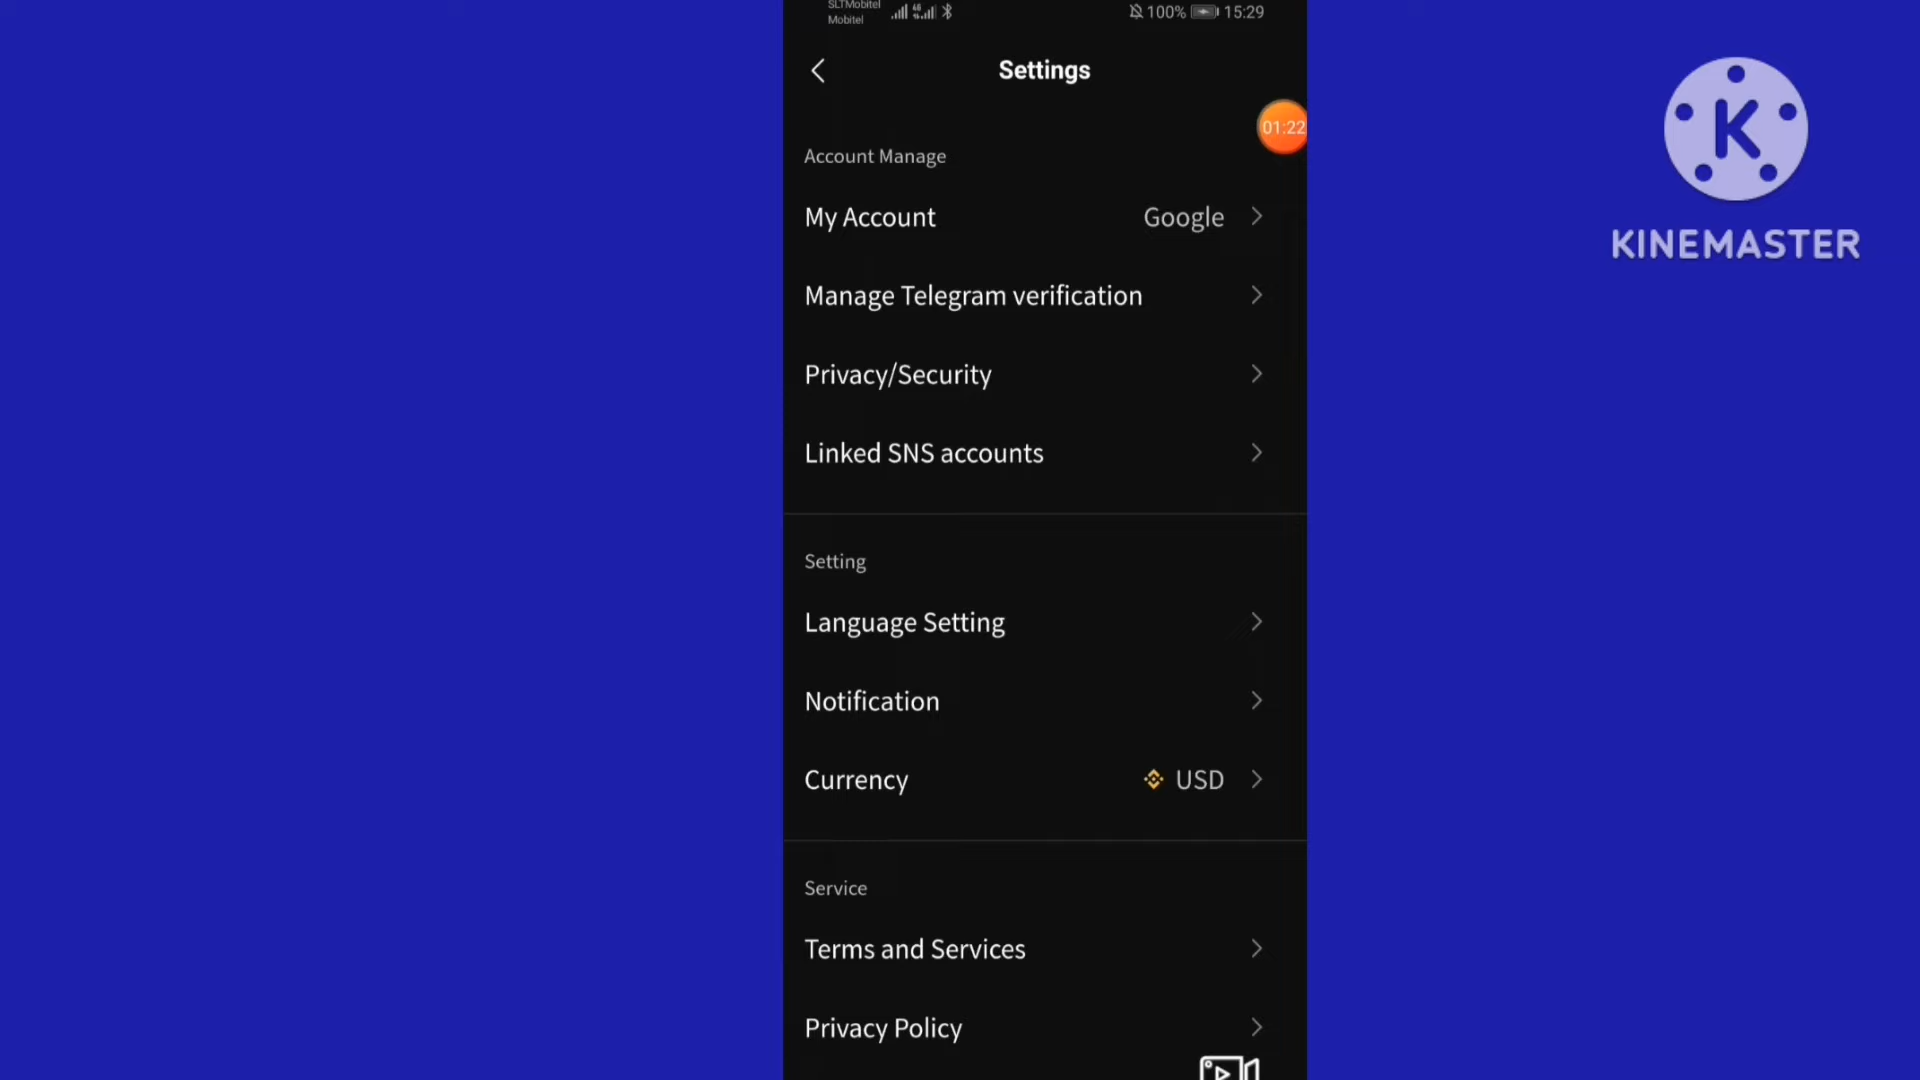 SLTMobitel
Mobitel
4G
100%
15:29
Settings
01:22
K
KINEMASTER
Account Manage
My Account Google
Manage Telegram verification
Privacy/Security
Linked SNS accounts
Setting
Language Setting
Notification
Currency USD
Service
Terms and Services
Privacy Policy